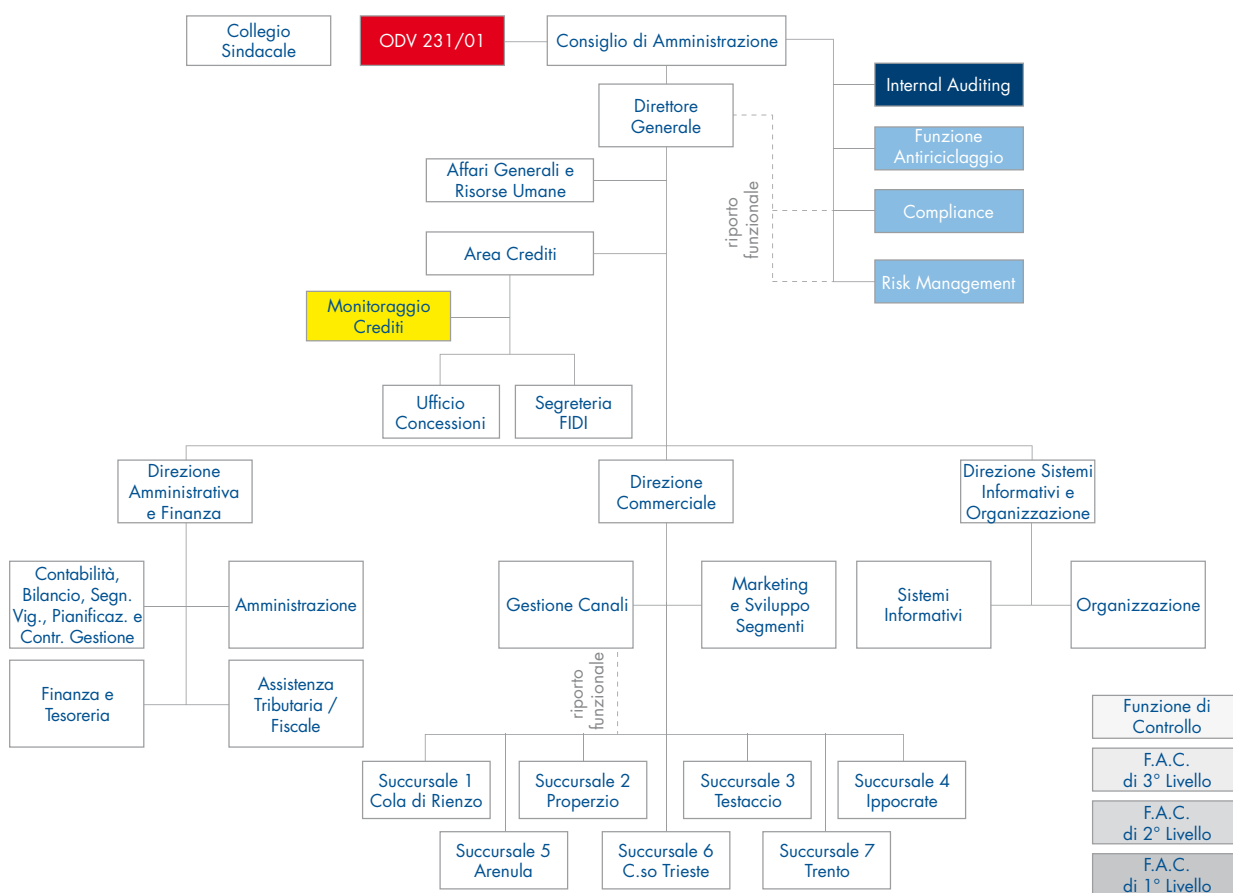 Collegio
Sindacale
ODV 231/01
Consiglio di Amministrazione
Internal Auditing
Direttore
Generale
Funzione
Antiriciclaggio
Affari Generali e
Risorse Umane
riporto
funzionale
Compliance
Area Crediti
Risk Management
Monitoraggio
Crediti
Ufficio
Concessioni
Segreteria
FIDI
Direzione
Amministrativa
e Finanza
Direzione
Commerciale
Direzione Sistemi
Informativi e
Organizzazione
Contabilità,
Bilancio, Segn.
Vig., Pianificaz. e
Contr. Gestione
Amministrazione
Gestione Canali
Marketing
e Sviluppo
Segmenti
Sistemi
Informativi
Organizzazione
Finanza e
Tesoreria
Assistenza
Tributaria /
Fiscale
riporto
funzionale
Funzione di
Controllo
F.A.C.
di 3° Livello
F.A.C.
di 2° Livello
F.A.C.
di 1° Livello
Succursale 1
Cola di Rienzo
Succursale 2
Properzio
Succursale 3
Testaccio
Succursale 4
Ippocrate
Succursale 5
Arenula
Succursale 6
C.so Trieste
Succursale 7
Trento